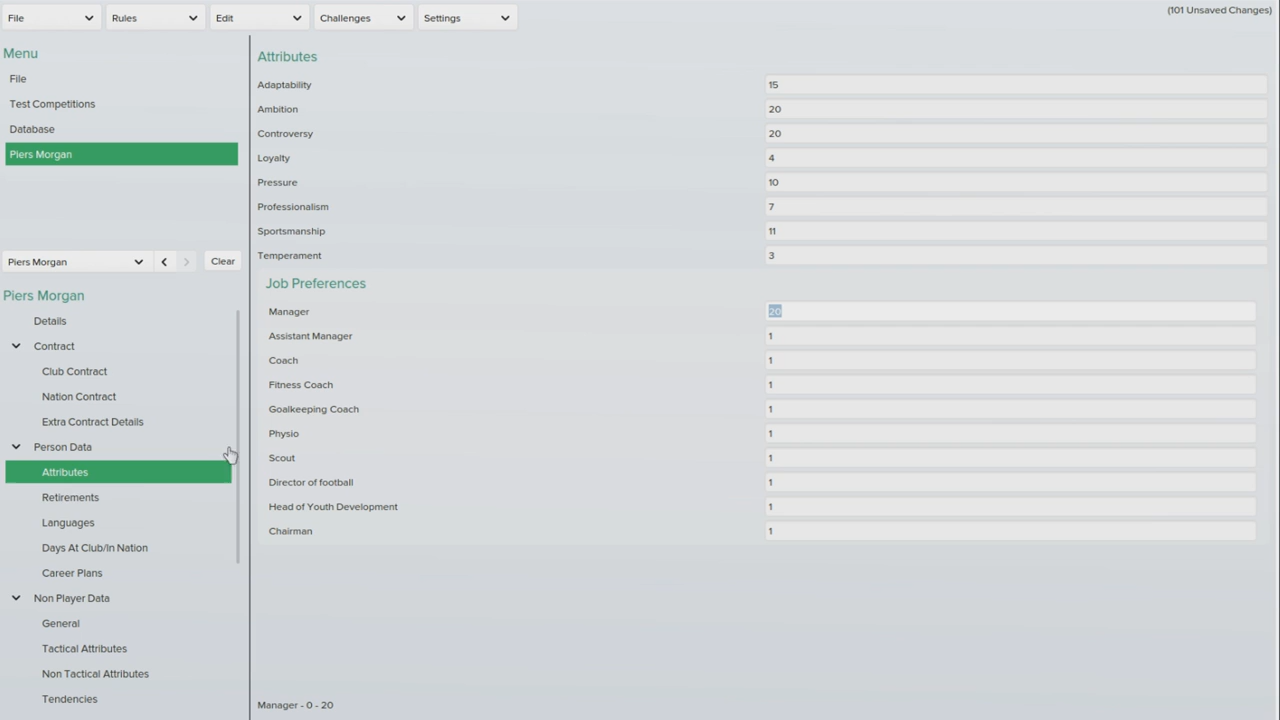 File Rules Edit Challenges Settings (101 Unsaved Changes)
Menu
File
Test Competitions
Database
Piers Morgan
Piers Morgan Clear
Piers Morgan
Details
Contract
Club Contract
Nation Contract
Extra Contract Details
Person Data
Attributes
Retirements
Languages
Days At Club/In Nation
Career Plans
Non Player Data
General
Tactical Attributes
Non Tactical Attributes
Tendencies
Attributes
Adaptability 15
Ambition 20
Controversy 20
Loyalty 4
Pressure 10
Professionalism 7
Sportsmanship 11
Temperament 3
Job Preferences
Manager 20
Assistant Manager 1
Coach 1
Fitness Coach 1
Goalkeeping Coach 1
Physio 1
Scout 1
Director of football 1
Head of Youth Development 1
Chairman 1
Manager - 0 - 20